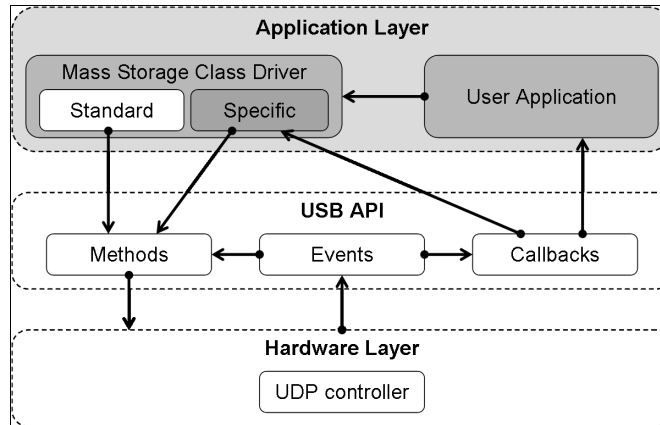 Application Layer
Mass Storage Class Driver
Standard
Specific
User Application
USB API
Methods
Events
Callbacks
Hardware Layer
UDP controller